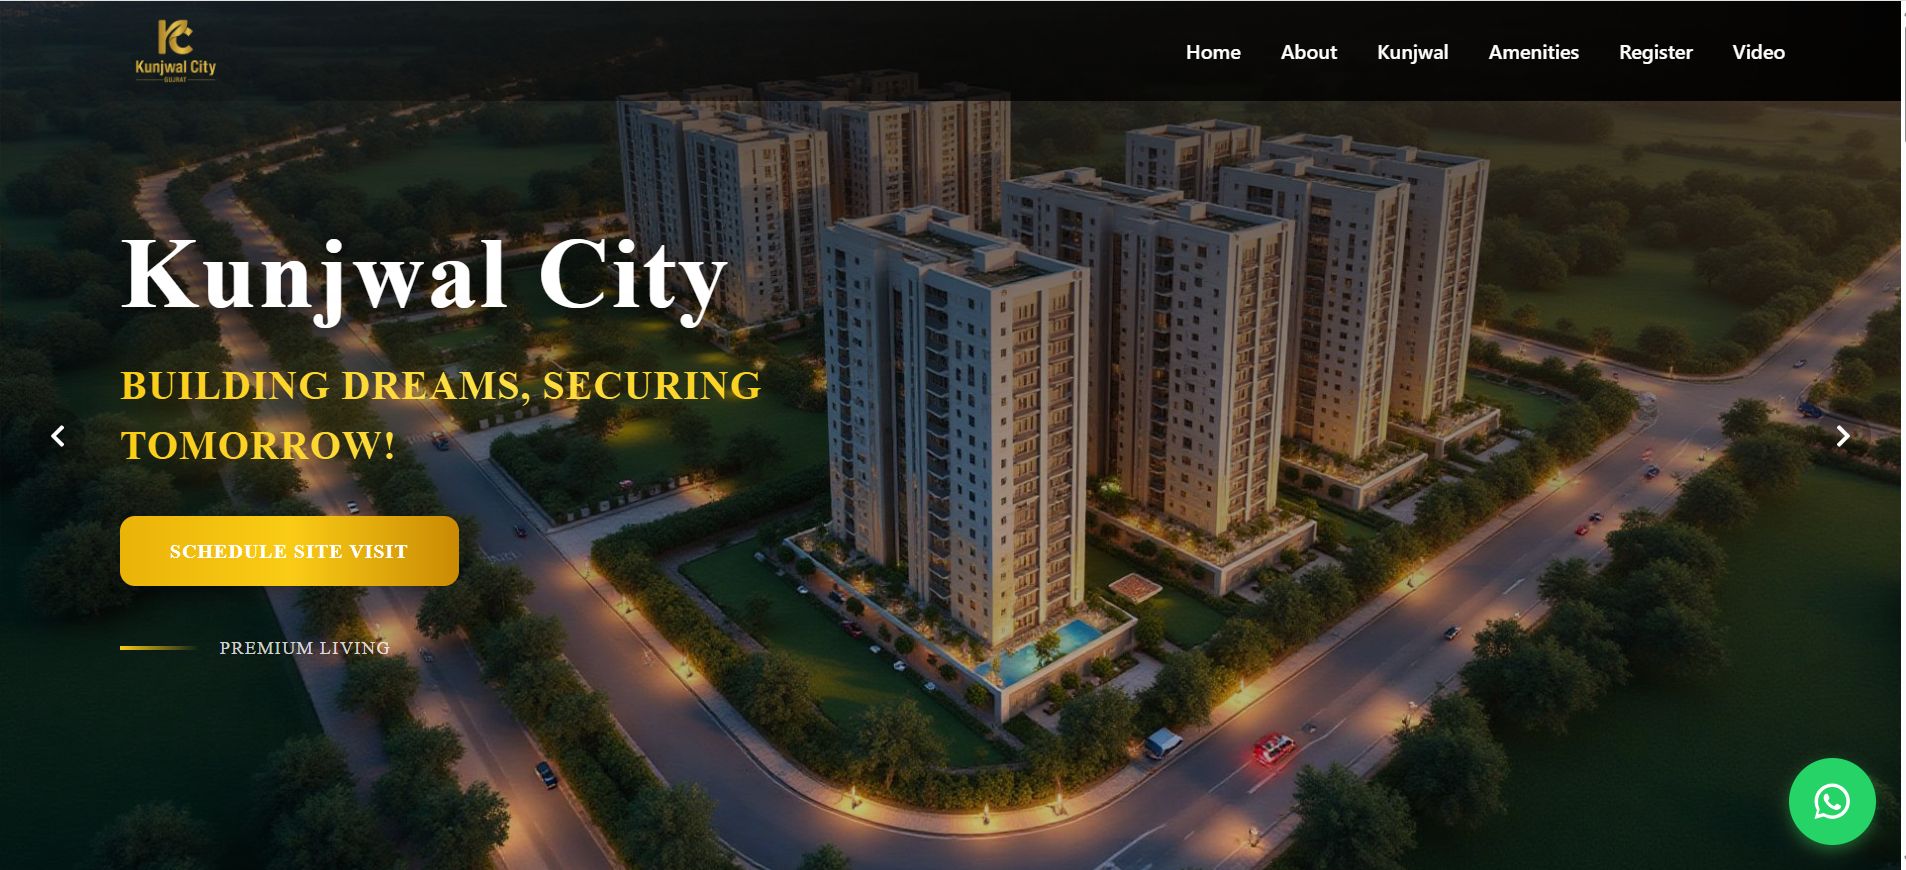 Kunjwal City
GUJRAT
Home
About
Kunjwal
Amenities
Register
Video
Kunjwal City
BUILDING DREAMS, SECURING
TOMORROW!
SCHEDULE SITE VISIT
PREMIUM LIVING